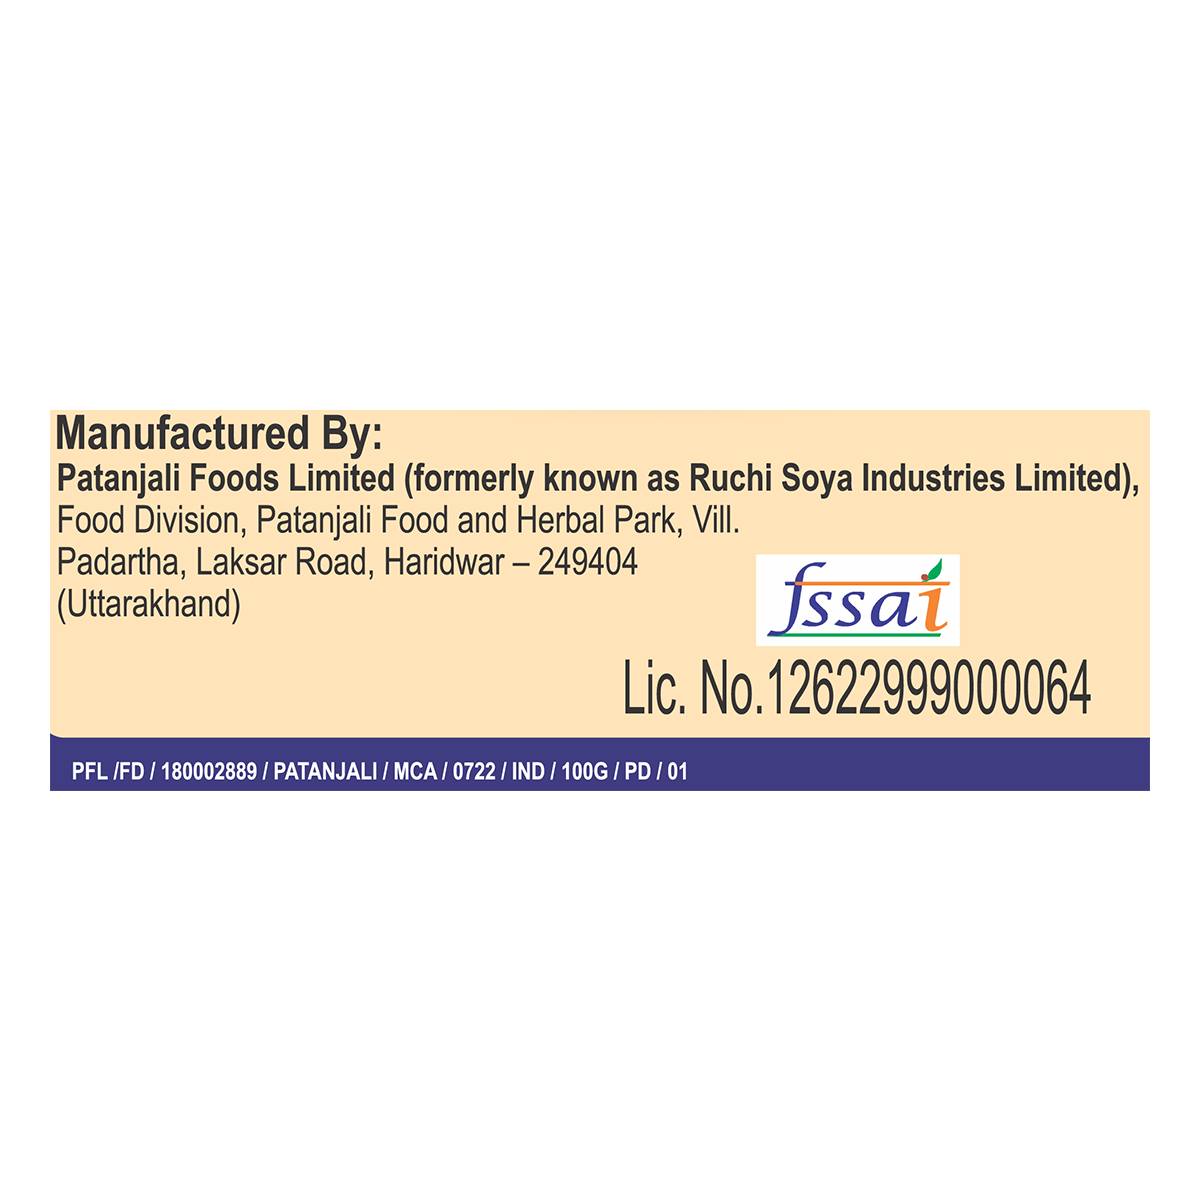 Manufactured By:
Patanjali Foods Limited (formerly known as Ruchi Soya Industries Limited),
Food Division, Patanjali Food and Herbal Park, Vill.
Padartha, Laksar Road, Haridwar – 249404
(Uttarakhand)
fssai
Lic. No.12622999000064
PFL /FD / 180002889 / PATANJALI / MCA / 0722 / IND / 100G / PD / 01